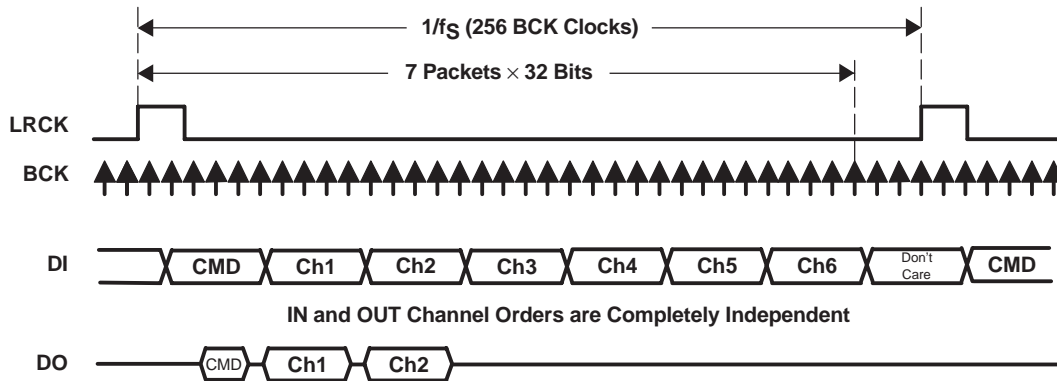 1/fS (256 BCK Clocks)
7 Packets × 32 Bits
LRCK
BCK
DI CMD Ch1 Ch2 Ch3 Ch4 Ch5 Ch6 Don't Care CMD
IN and OUT Channel Orders are Completely Independent
DO CMD Ch1 Ch2